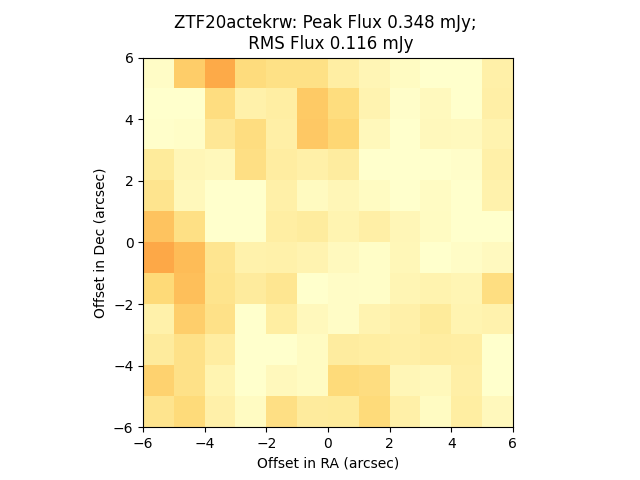 ZTF20actekrw: Peak Flux 0.348 mJy;
RMS Flux 0.116 mJy
6
4
2
0
−2
−4
−6
Offset in Dec (arcsec)
−6 −4 −2 0 2 4 6
Offset in RA (arcsec)